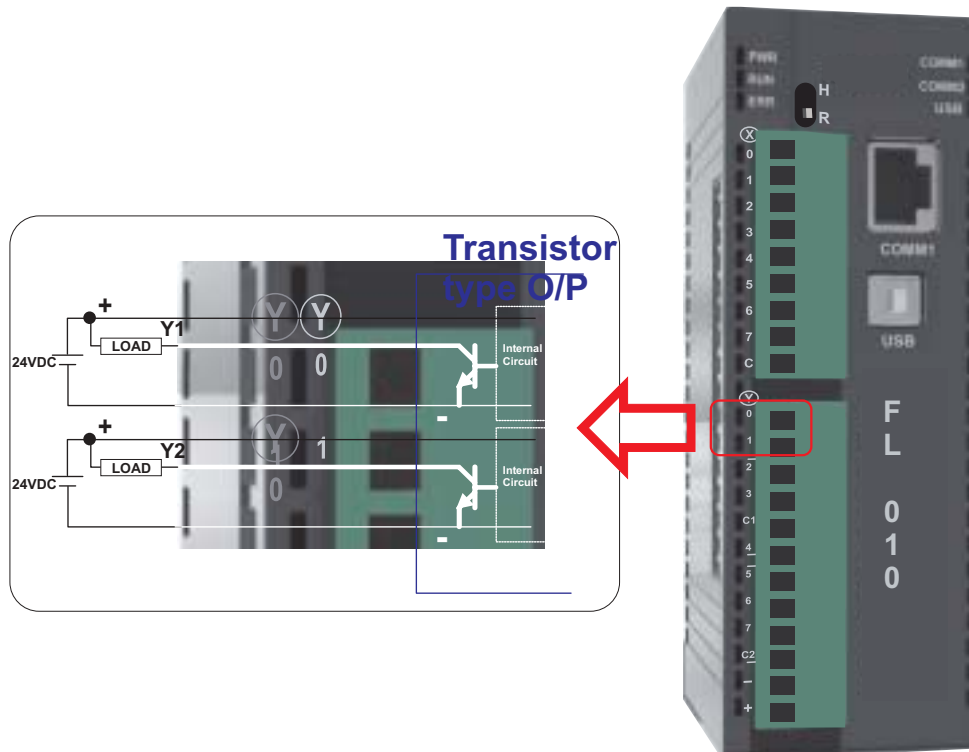 Transistor
type O/P
+
Y1
LOAD
24VDC
Y Y
0 0
Internal
Circuit
-
+
Y2
LOAD
24VDC
Y
1 1
0
Internal
Circuit
-
PWR
RUN
ERR
H
R
COMM1
COMM2
USB
X
0
1
2
3
4
5
6
7
C
COMM1
USB
Y
0
1
2
3
C1
4
5
6
7
C2
–
+
F
L
0
1
0